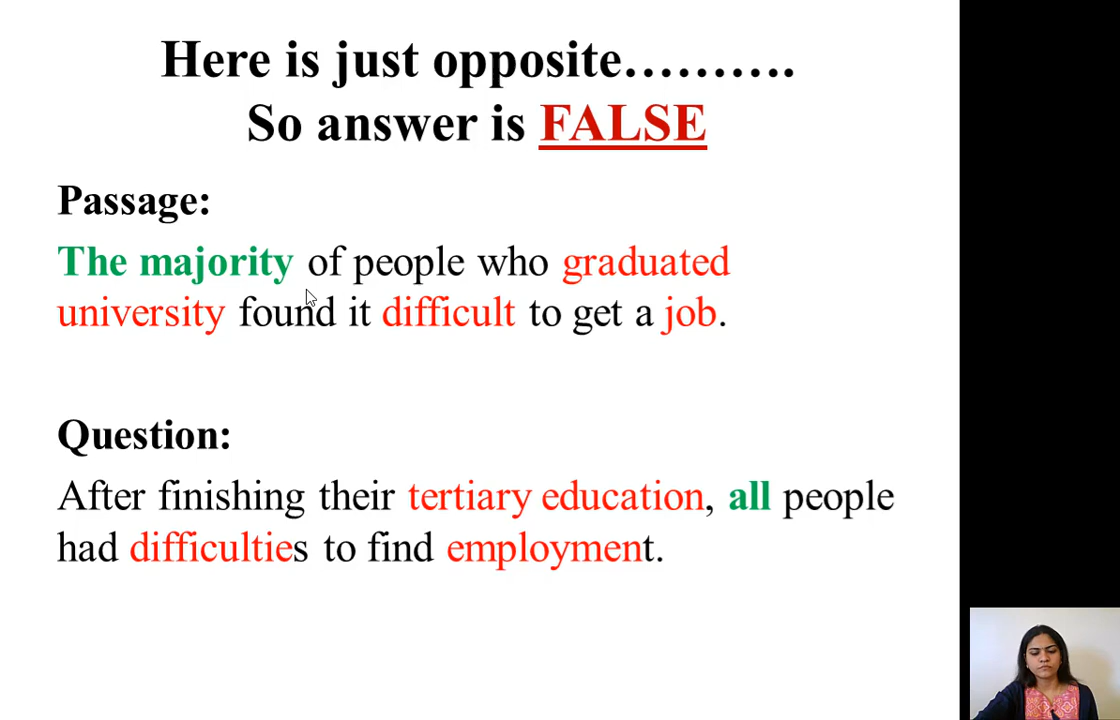 Here is just opposite……….
So answer is FALSE
Passage:
The majority of people who graduated
university found it difficult to get a job.
Question:
After finishing their tertiary education, all people
had difficulties to find employment.